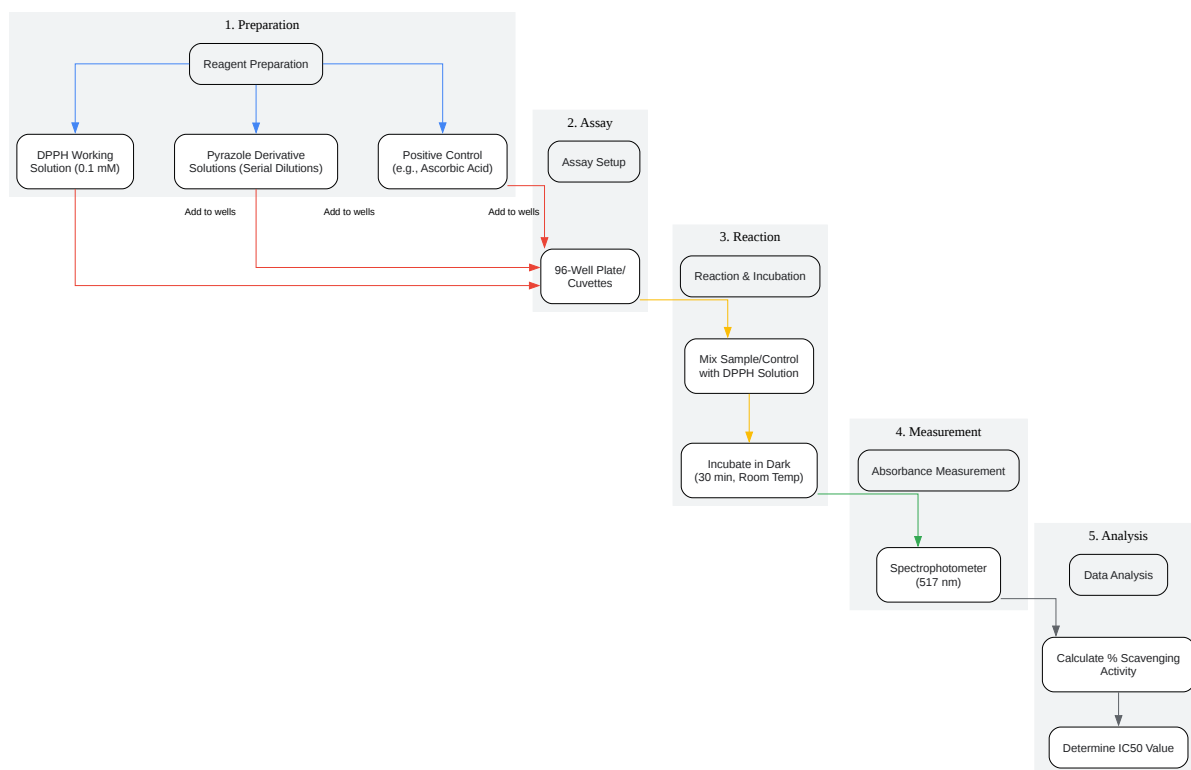 1. Preparation
Reagent Preparation
DPPH Working
Solution (0.1 mM)
Pyrazole Derivative
Solutions (Serial Dilutions)
Positive Control
(e.g., Ascorbic Acid)
Add to wells
Add to wells
Add to wells
2. Assay
Assay Setup
96-Well Plate/
Cuvettes
3. Reaction
Reaction & Incubation
Mix Sample/Control
with DPPH Solution
Incubate in Dark
(30 min, Room Temp)
4. Measurement
Absorbance Measurement
Spectrophotometer
(517 nm)
5. Analysis
Data Analysis
Calculate % Scavenging
Activity
Determine IC50 Value